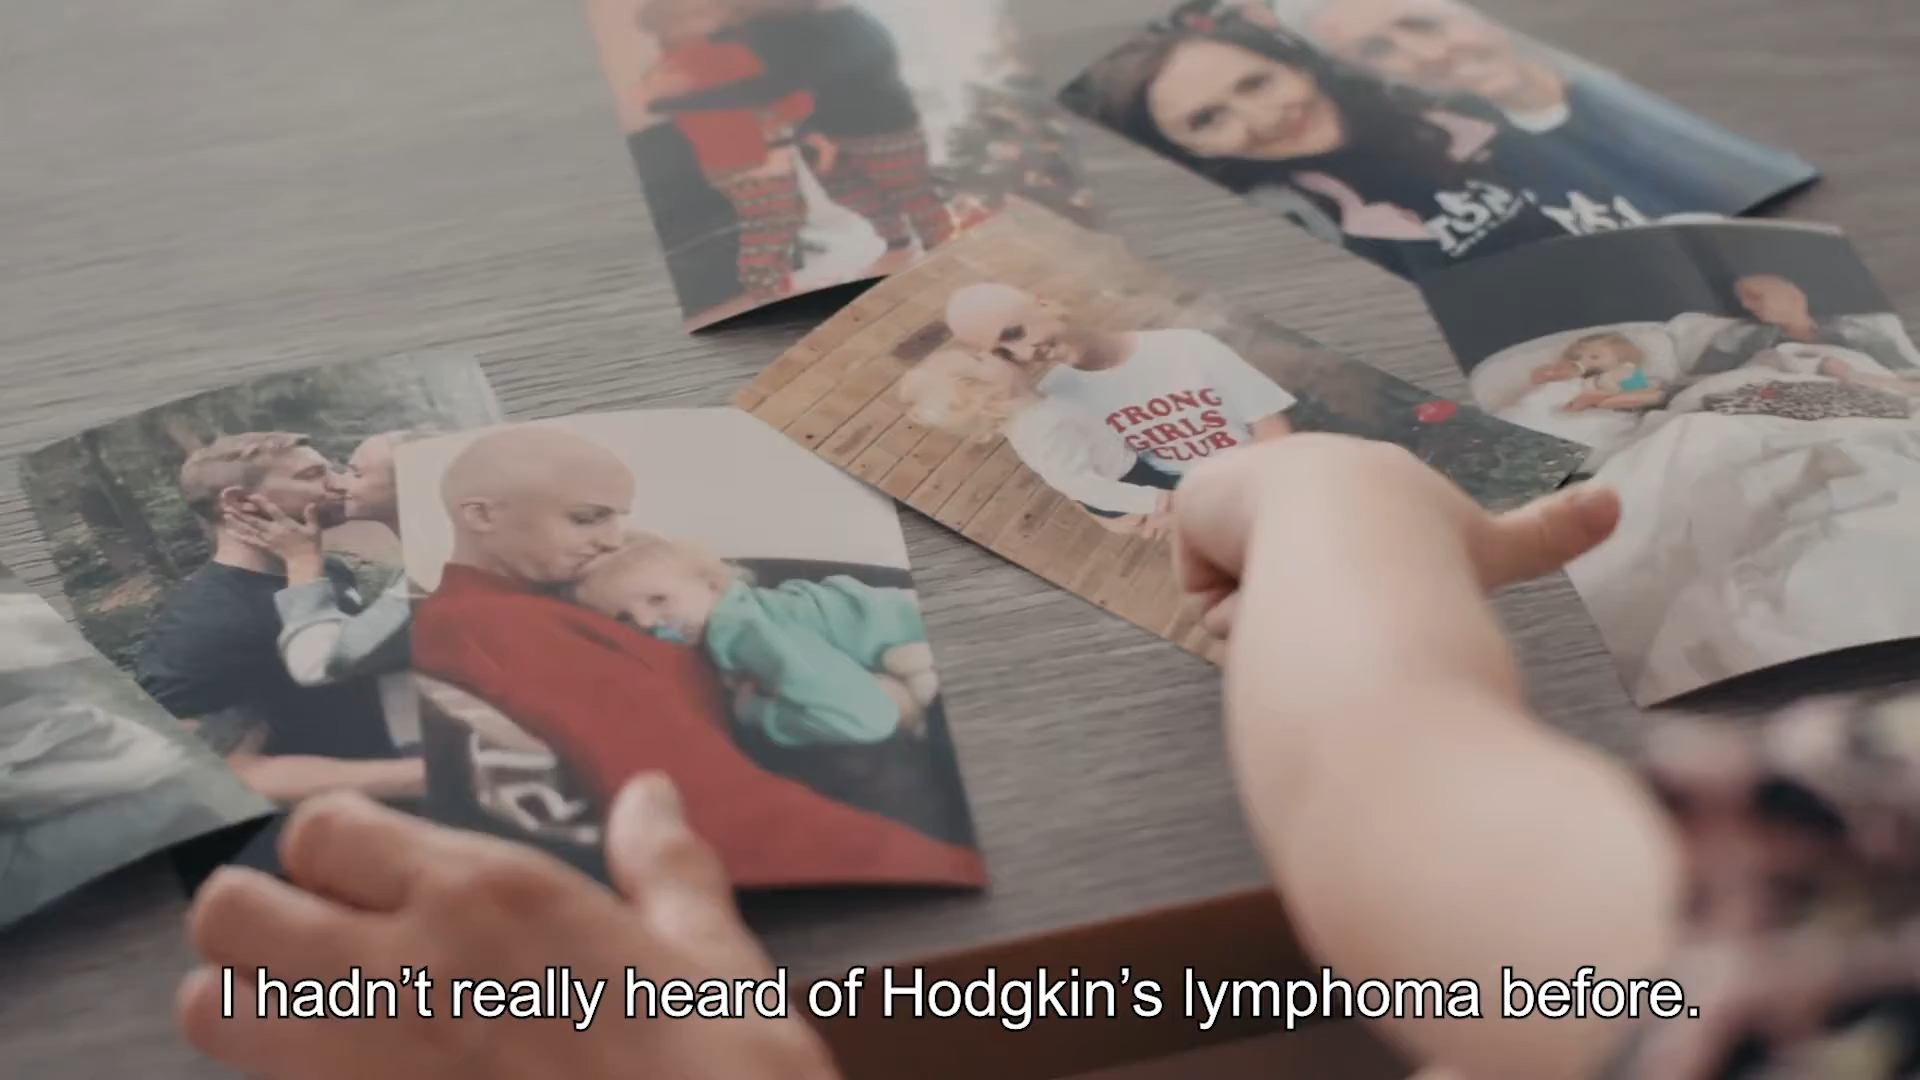 TRONG
GIRLS
CLUB
I hadn’t really heard of Hodgkin’s lymphoma before.